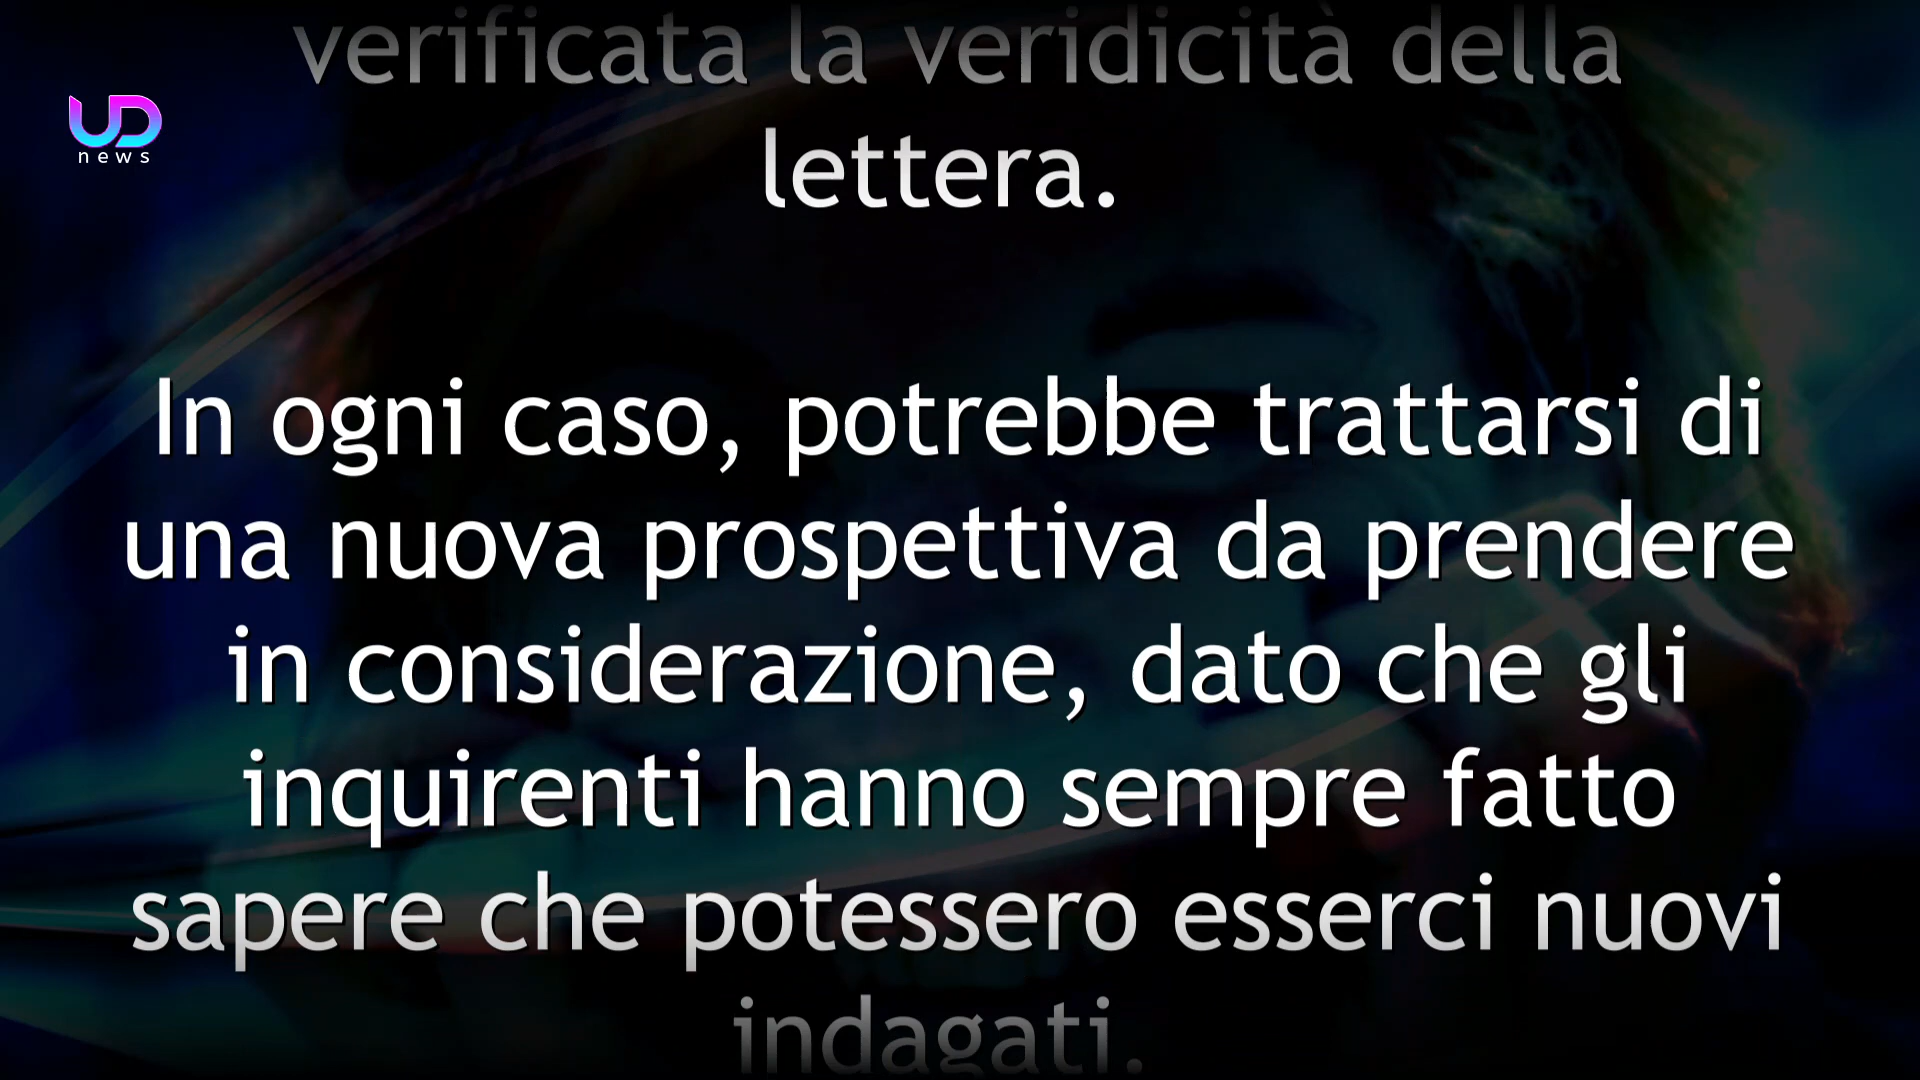 verificata la veridicità della
UD
news
lettera.
In ogni caso, potrebbe trattarsi di
una nuova prospettiva da prendere
in considerazione, dato che gli
inquirenti hanno sempre fatto
sapere che potessero esserci nuovi
indagati.